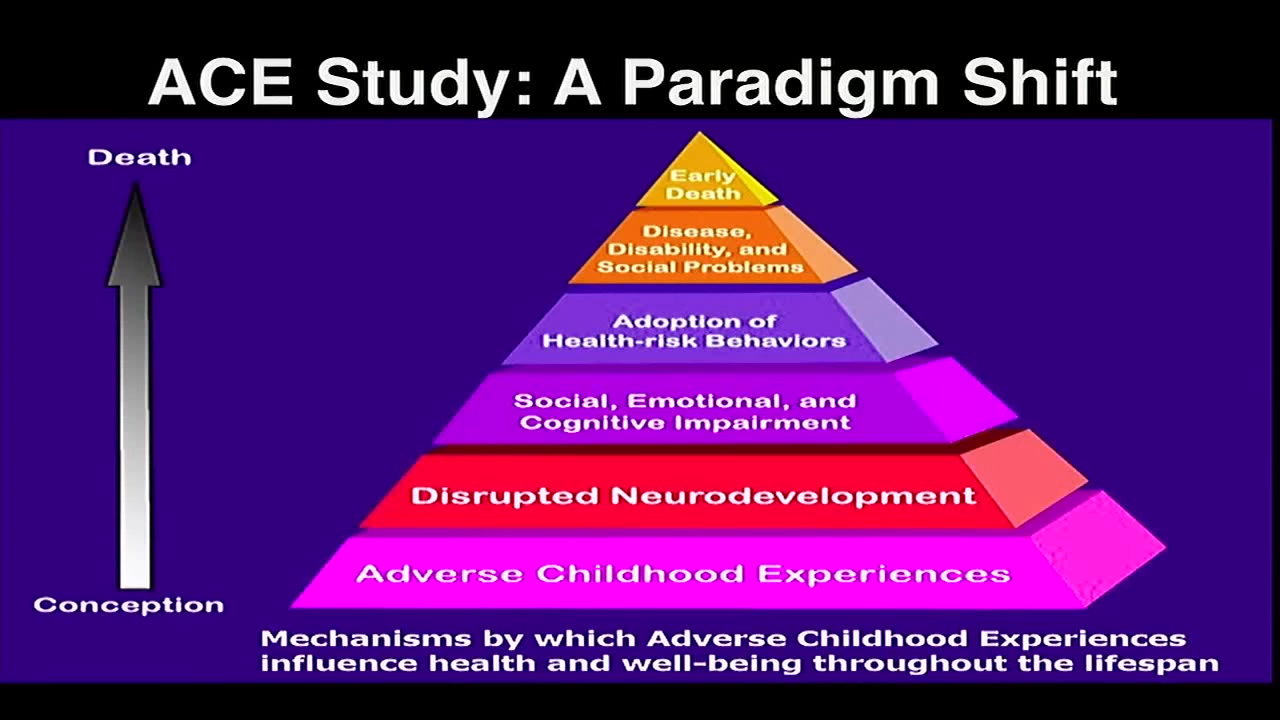 ACE Study: A Paradigm Shift
Death
Early
Death
Disease,
Disability, and
Social Problems
Adoption of
Health-risk Behaviors
Social, Emotional, and
Cognitive Impairment
Disrupted Neurodevelopment
Adverse Childhood Experiences
Conception
Mechanisms by which Adverse Childhood Experiences
influence health and well-being throughout the lifespan